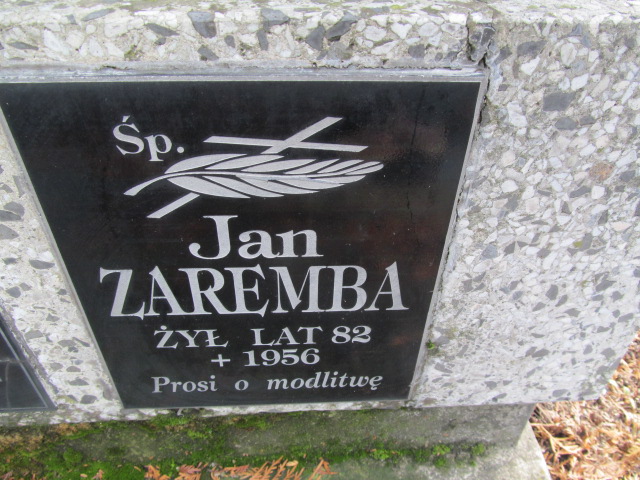 Śp.
Jan
ZAREMBA
ŻYŁ LAT 82
+ 1956
Prosi o modlitwę